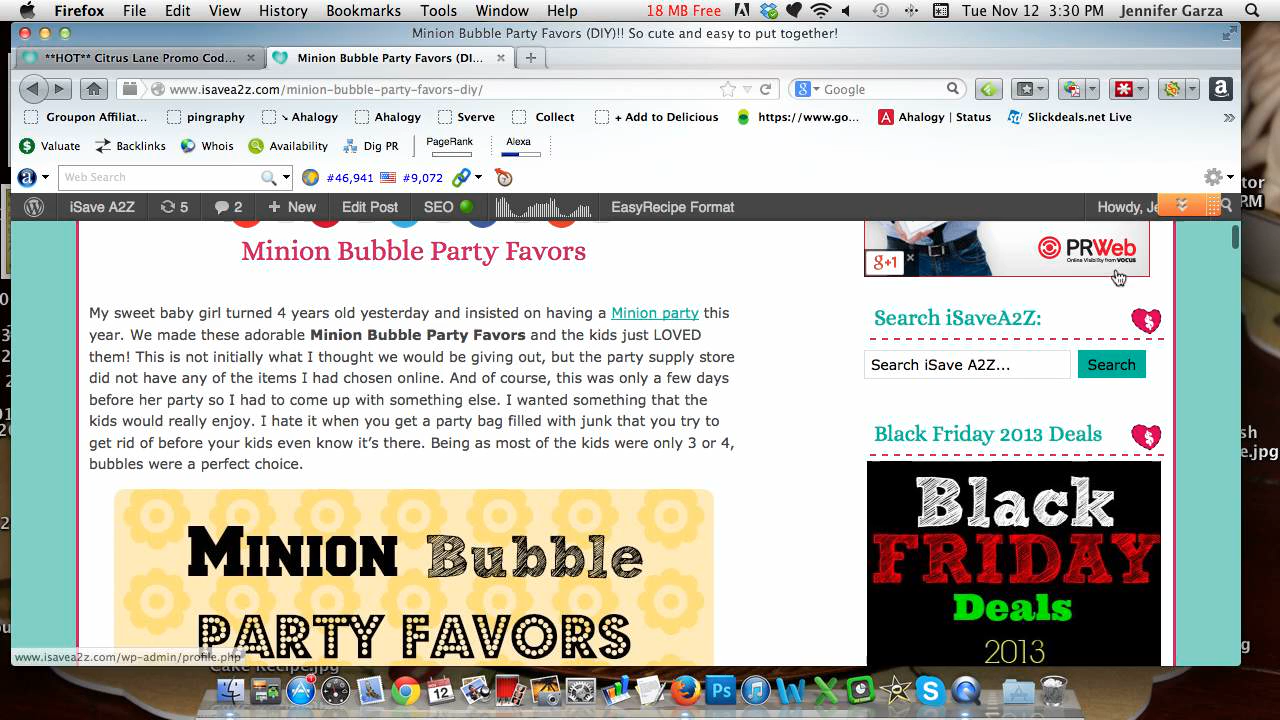 Firefox File Edit View History Bookmarks Tools Window Help 18 MB Free Tue Nov 12 3:30 PM Jennifer Garza
Minion Bubble Party Favors (DIY)!! So cute and easy to put together!
**HOT** Citrus Lane Promo Cod... Minion Bubble Party Favors (DI...
www.isavea2z.com/minion-bubble-party-favors-diy/ Google
Groupon Affiliat... pingraphy Ahalogy Ahalogy Sverve Collect + Add to Delicious https://www.go... Ahalogy | Status Slickdeals.net Live
Valuate Backlinks Whois Availability Dig PR PageRank Alexa
Web Search #46,941 #9,072
iSave A2Z 5 2 + New Edit Post SEO EasyRecipe Format Howdy, Je
Minion Bubble Party Favors
My sweet baby girl turned 4 years old yesterday and insisted on having a Minion party this
year. We made these adorable Minion Bubble Party Favors and the kids just LOVED
them! This is not initially what I thought we would be giving out, but the party supply store
did not have any of the items I had chosen online. And of course, this was only a few days
before her party so I had to come up with something else. I wanted something that the
kids would really enjoy. I hate it when you get a party bag filled with junk that you try to
get rid of before your kids even know it's there. Being as most of the kids were only 3 or 4,
bubbles were a perfect choice.
MINION Bubble
PARTY FAVORS
PRWeb
Online Visibility from VOCUS
g+1
Search iSaveA2Z:
Search iSave A2Z... Search
Black Friday 2013 Deals
Black
FRIDAY
Deals
2013
www.isavea2z.com/wp-admin/profile.php
12